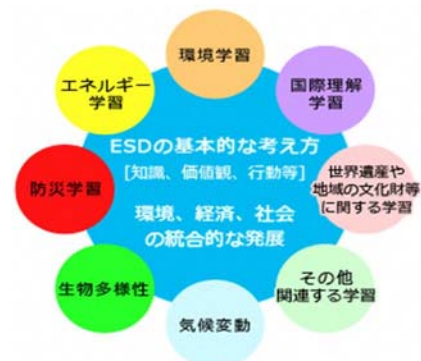 環境学習
エネルギー
学習
国際理解
学習
ESDの基本的な考え方
[知識、価値観、行動等]
環境、経済、社会
の統合的な発展
防災学習
世界遺産や
地域の文化財等
に関する学習
生物多様性
その他
関連する学習
気候変動